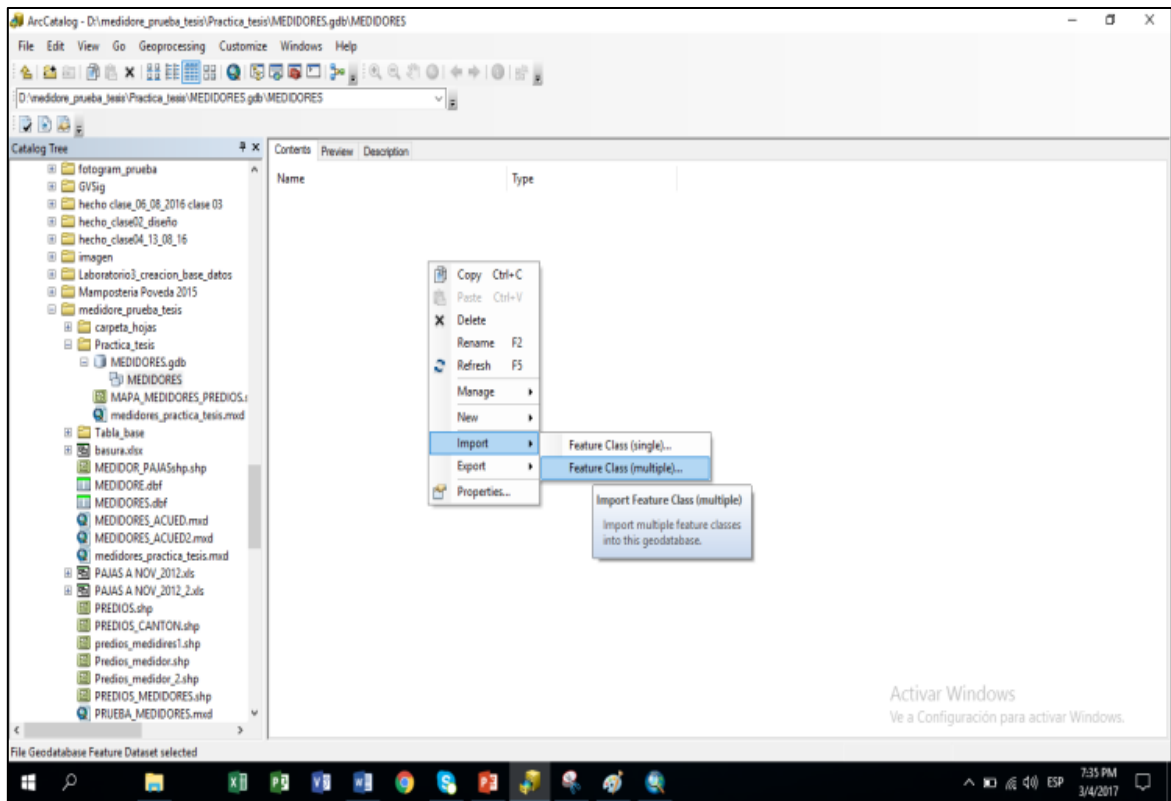 ArcCatalog - D:\medidore_prueba_tesis\Practica_tesis\MEDIDORES.gdb\MEDIDORES
File Edit View Go Geoprocessing Customize Windows Help
D:\medidore_prueba_tesis\Practica_tesis\MEDIDORES.gdb\MEDIDORES
Catalog Tree
fotogram_prueba
GVSig
hecho clase_06_08_2016 clase 03
hecho_clase02_diseño
hecho_clase04_13_08_16
imagen
Laboratorio3_creacion_base_datos
Mamposteria Poveda 2015
medidore_prueba_tesis
carpeta_hojas
Practica_tesis
MEDIDORES.gdb
MEDIDORES
MAPA_MEDIDORES_PREDIOS.s
medidores_practica_tesis.mxd
Tabla_base
basura.xlsx
MEDIDOR_PAJASshp.shp
MEDIDORE.dbf
MEDIDORES.dbf
MEDIDORES_ACUED.mxd
MEDIDORES_ACUED2.mxd
medidores_practica_tesis.mxd
PAJAS A NOV_2012.xls
PAJAS A NOV_2012_2.xls
PREDIOS.shp
PREDIOS_CANTON.shp
predios_medidires1.shp
Predios_medidor.shp
Predios_medidor_2.shp
PREDIOS_MEDIDORES.shp
PRUEBA_MEDIDORES.mxd
Contents Preview Description
Name Type
Copy Ctrl+C
Paste Ctrl+V
Delete
Rename F2
Refresh F5
Manage
New
Import
Export
Properties...
Feature Class (single)...
Feature Class (multiple)...
Import Feature Class (multiple)
Import multiple feature classes
into this geodatabase.
Activar Windows
Ve a Configuración para activar Windows.
File Geodatabase Feature Dataset selected
ESP
7:35 PM
3/4/2017